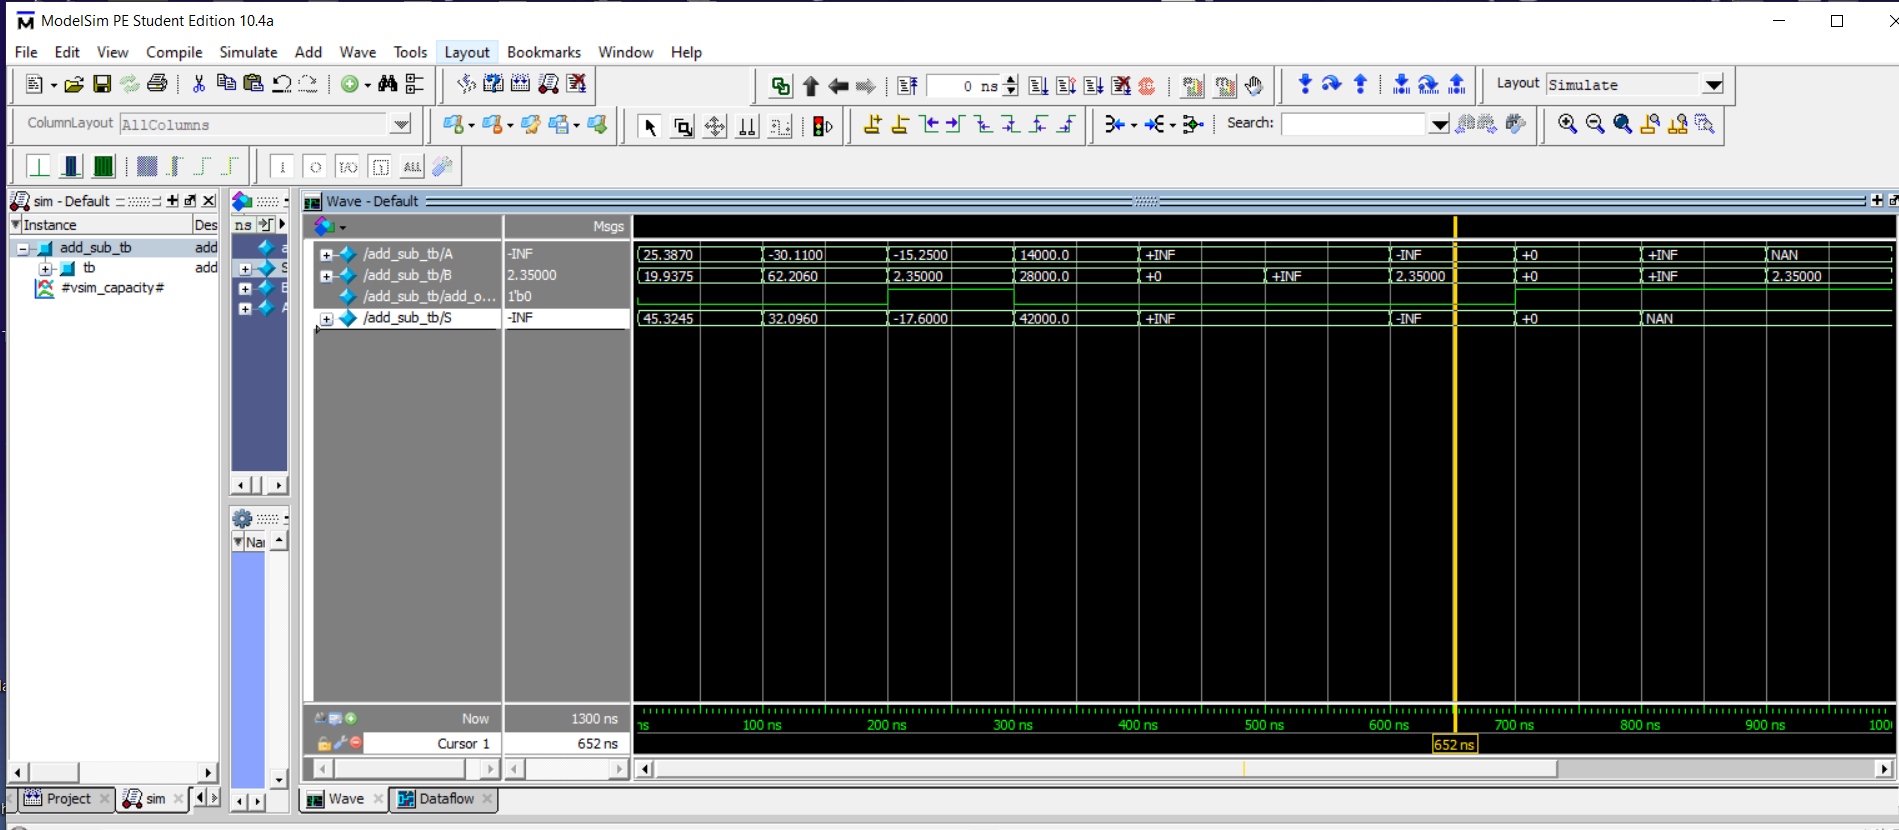 ModelSim PE Student Edition 10.4a
File Edit View Compile Simulate Add Wave Tools Layout Bookmarks Window Help
0 ns Layout Simulate
ColumnLayout AllColumns Search:
I O I/O ALL
sim - Default Wave - Default
Instance Des ns Msgs
add_sub_tb add
tb add
#vsim_capacity#
/add_sub_tb/A -INF 25.3870 -30.1100 -15.2500 14000.0 +INF -INF +0 +INF NAN
/add_sub_tb/B 2.35000 19.9375 62.2060 2.35000 28000.0 +0 +INF 2.35000 +0 +INF 2.35000
/add_sub_tb/add_o... 1'b0
/add_sub_tb/S -INF 45.3245 32.0960 -17.6000 42000.0 +INF -INF +0 NAN
Nar
Now 1300 ns ns 100 ns 200 ns 300 ns 400 ns 500 ns 600 ns 700 ns 800 ns 900 ns 100
Cursor 1 652 ns 652 ns
Project sim Wave Dataflow